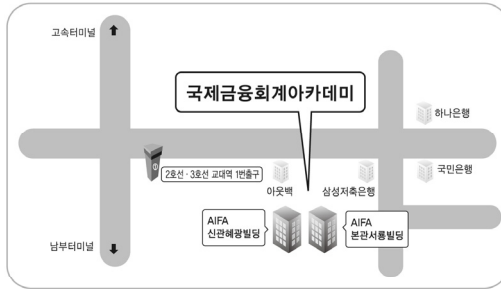 고속터미널
국제금융회계아카데미
하나은행
2호선 · 3호선 교대역 1번출구
아웃백
삼성저축은행
국민은행
AIFA
신관혜광빌딩
AIFA
본관서룡빌딩
남부터미널